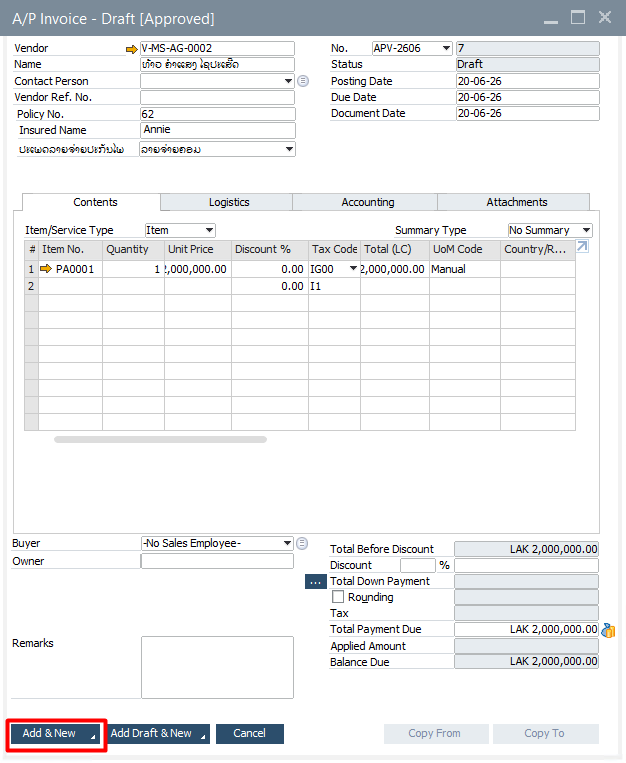 A/P Invoice - Draft [Approved]
Vendor V-MS-AG-0002 No. APV-2606 7
Name ທ້າວ ຄຳແສງ ໄຊປະເສີດ Status Draft
Contact Person Posting Date 20-06-26
Vendor Ref. No. Due Date 20-06-26
Policy No. 62 Document Date 20-06-26
Insured Name Annie
ປະເພດລາຍຈ່າຍປະກັນໄພ ລາຍຈ່າຍຄອມ
Contents Logistics Accounting Attachments
Item/Service Type Item Summary Type No Summary
# Item No. Quantity Unit Price Discount % Tax Code Total (LC) UoM Code Country/R...
1 PA0001 1 2,000,000.00 0.00 IG00 2,000,000.00 Manual
2 0.00 I1
Buyer -No Sales Employee- Total Before Discount LAK 2,000,000.00
Owner Discount %
... Total Down Payment
Rounding
Tax
Remarks Total Payment Due LAK 2,000,000.00
Applied Amount
Balance Due LAK 2,000,000.00
Add & New Add Draft & New Cancel Copy From Copy To